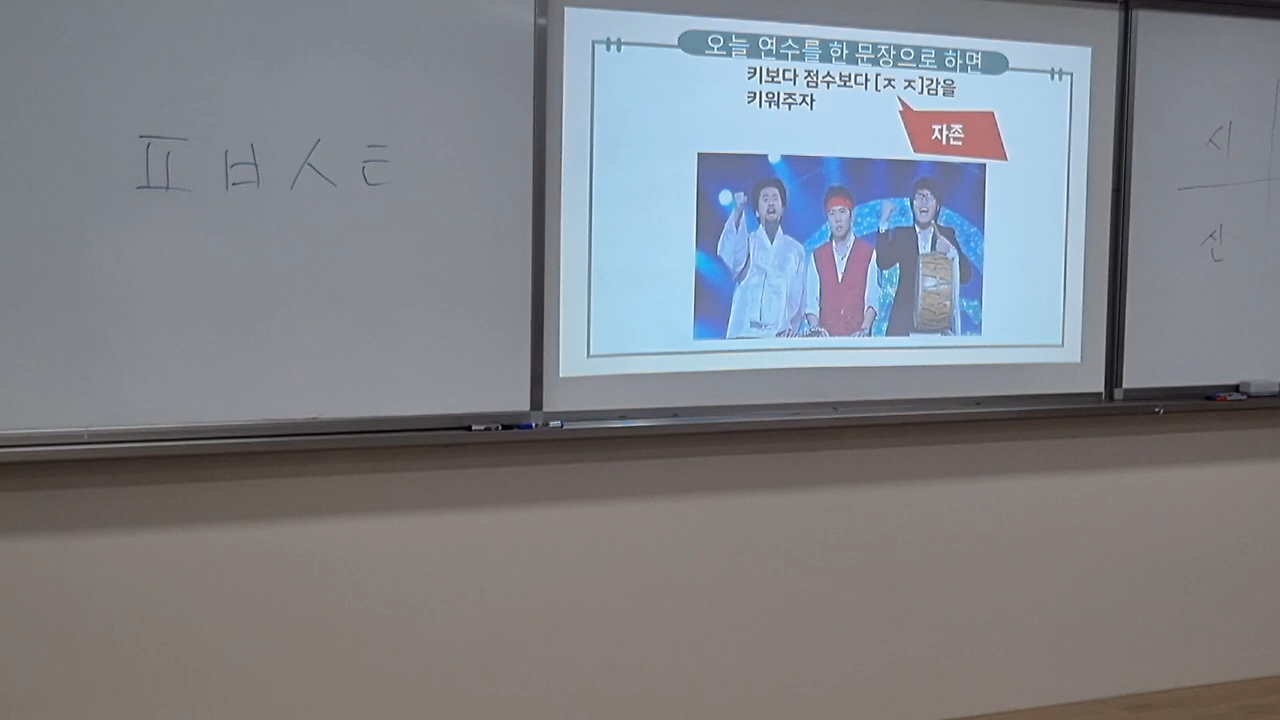 ㅍ ㅂ ㅅ ㅌ
오늘 연수를 한 문장으로 하면
키보다 점수보다 [ㅈ ㅈ]감을
키워주자
자존
시
신